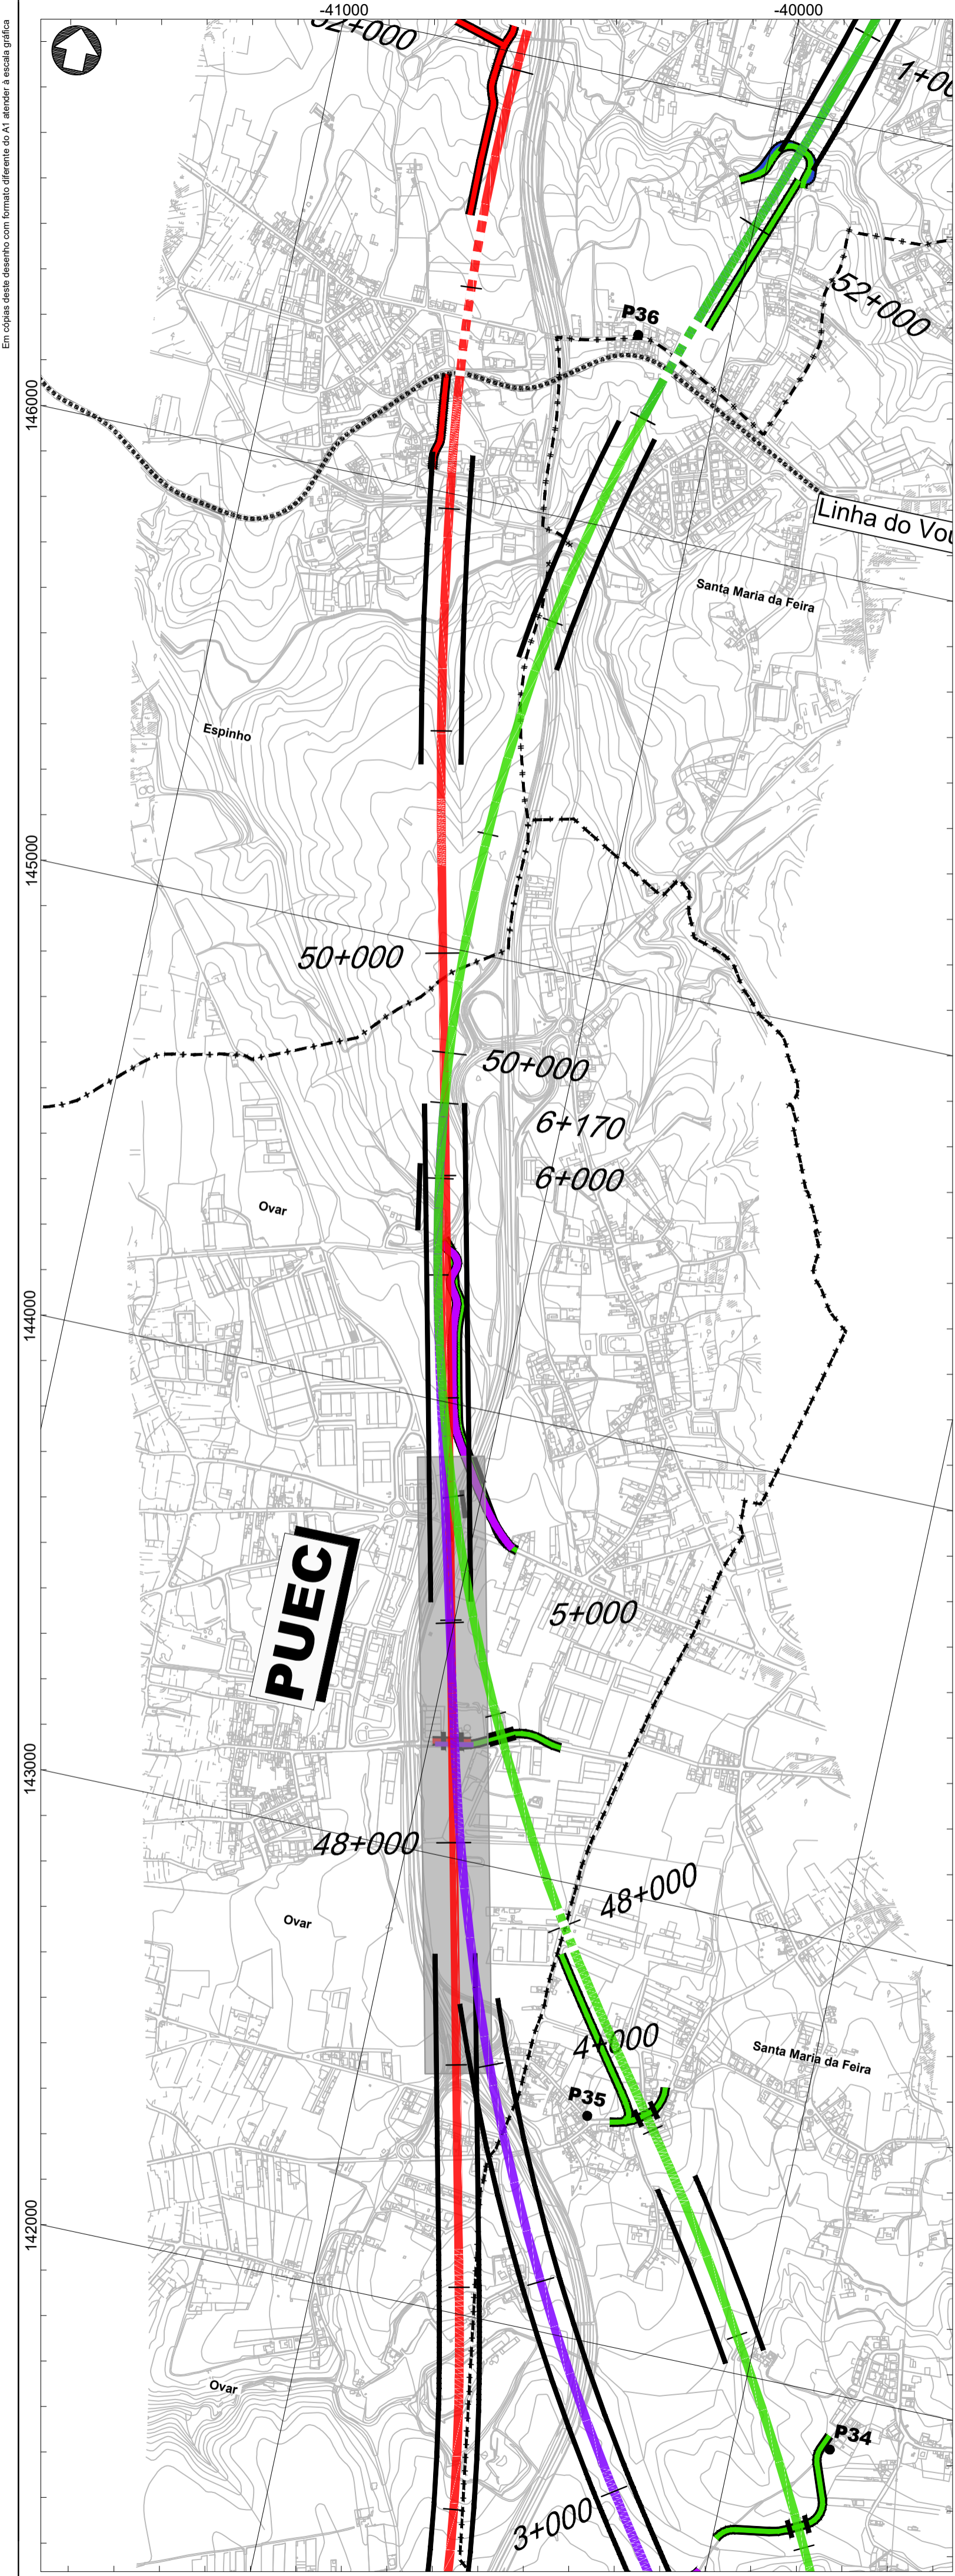 -41000
-40000
Em cópias deste desenho com formato diferente do A1 atender à escala gráfica
52+000
1+00
P36
52+000
146000
Linha do Vou
Santa Maria da Feira
Espinho
145000
50+000
50+000
6+170
6+000
Ovar
144000
PUEC
5+000
143000
48+000
48+000
Ovar
4+000
Santa Maria da Feira
P35
142000
Ovar
P34
3+000